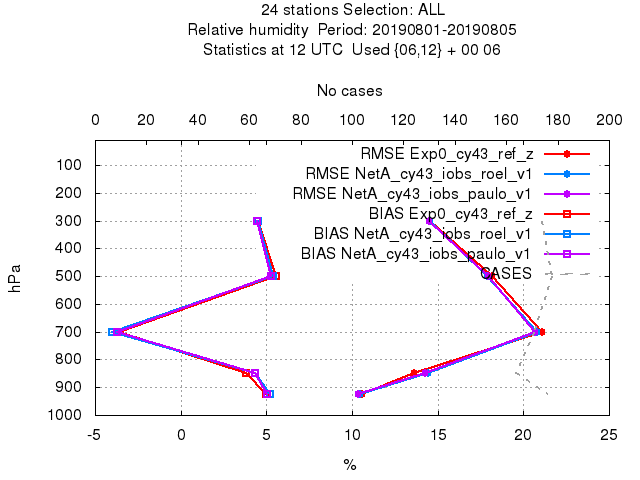 24 stations Selection: ALL
Relative humidity  Period: 20190801-20190805
Statistics at 12 UTC  Used {06,12} + 00 06
No cases
0 20 40 60 80 100 120 140 160 180 200
RMSE Exp0_cy43_ref_z
RMSE NetA_cy43_iobs_roel_v1
RMSE NetA_cy43_iobs_paulo_v1
BIAS Exp0_cy43_ref_z
BIAS NetA_cy43_iobs_roel_v1
BIAS NetA_cy43_iobs_paulo_v1
CASES
100
200
300
400
500
600
700
800
900
1000
hPa
-5 0 5 10 15 20 25
%